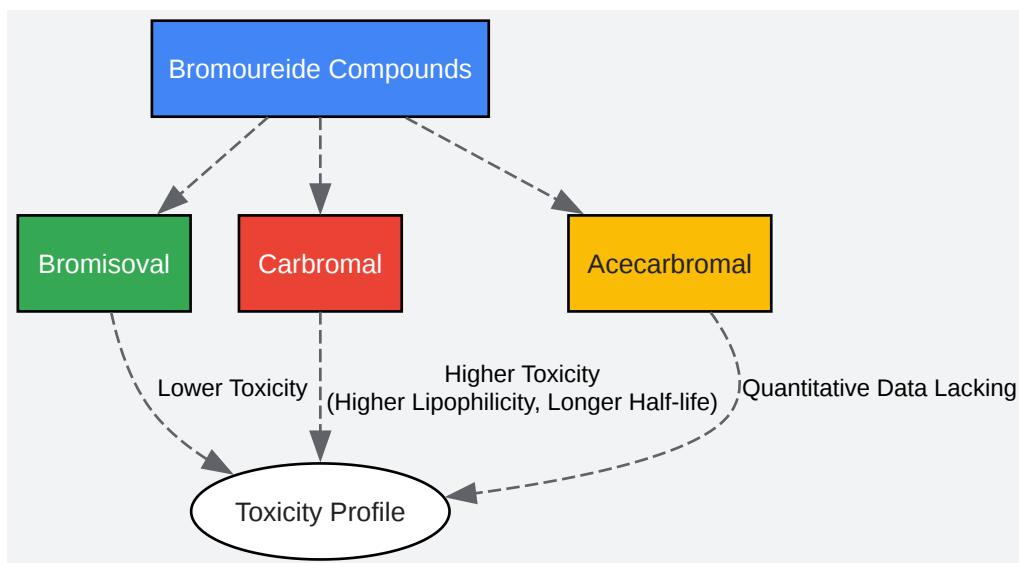 Bromoureide Compounds
Bromisoval
Carbromal
Acecarbromal
Lower Toxicity
Higher Toxicity
(Higher Lipophilicity, Longer Half-life)
Quantitative Data Lacking
Toxicity Profile